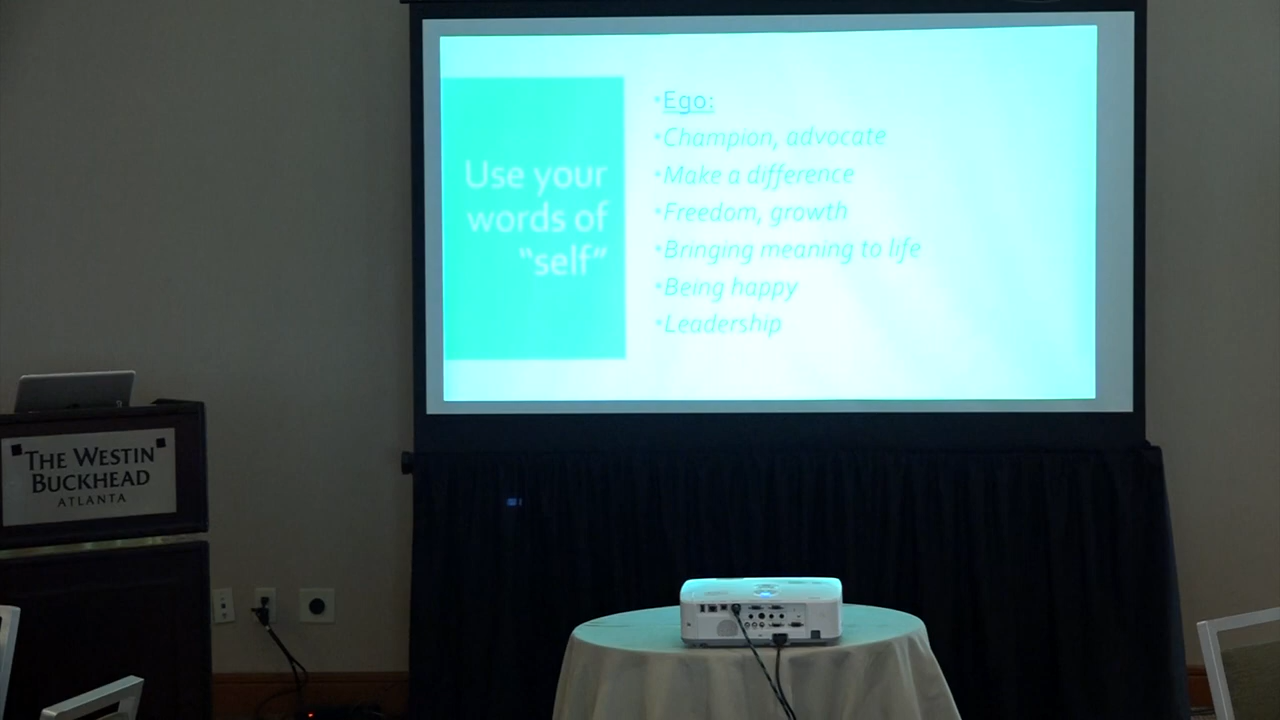 Use your
words of
“self”
•Ego:
•Champion, advocate
•Make a difference
•Freedom, growth
•Bringing meaning to life
•Being happy
•Leadership
THE WESTIN
BUCKHEAD
ATLANTA